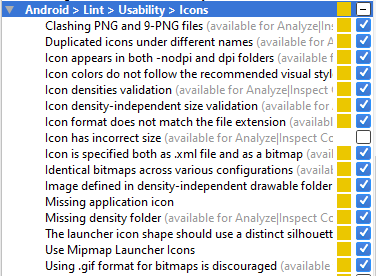 Android > Lint > Usability > Icons
Clashing PNG and 9-PNG files (available for Analyze|Ins
Duplicated icons under different names (available for A
Icon appears in both -nodpi and dpi folders (available
Icon colors do not follow the recommended visual styl
Icon densities validation (available for Analyze|Inspect
Icon density-independent size validation (available for
Icon format does not match the file extension (available
Icon has incorrect size (available for Analyze|Inspect Co
Icon is specified both as .xml file and as a bitmap (availa
Identical bitmaps across various configurations (availab
Image defined in density-independent drawable folder
Missing application icon
Missing density folder (available for Analyze|Inspect Co
The launcher icon shape should use a distinct silhouett
Use Mipmap Launcher Icons
Using .gif format for bitmaps is discouraged (available